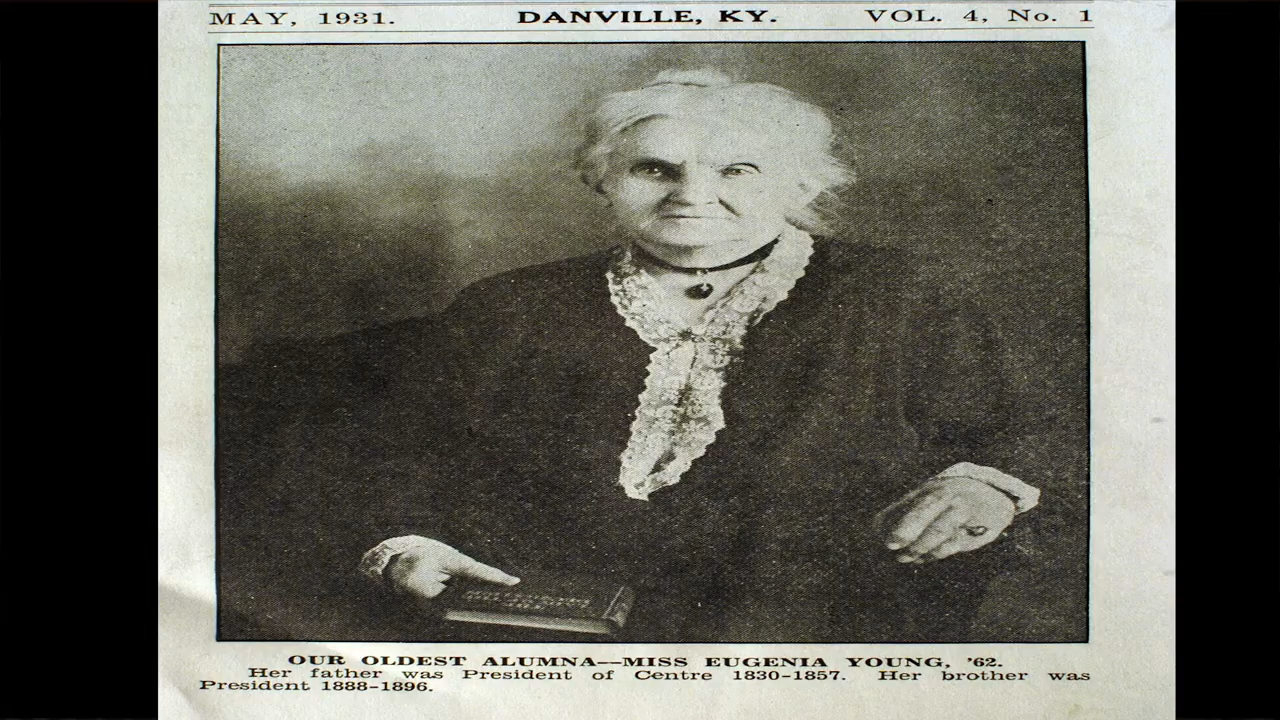 MAY, 1931. DANVILLE, KY. VOL. 4, No. 1
OUR OLDEST ALUMNA--MISS EUGENIA YOUNG, '62.
Her father was President of Centre 1830-1857. Her brother was
President 1888-1896.